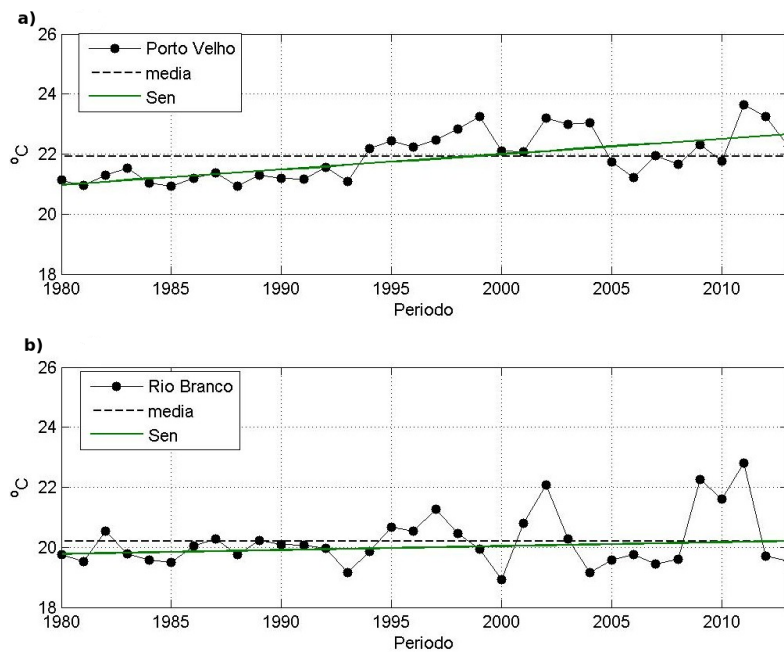 a)
26
24
22
20
18
°C
Porto Velho
media
Sen
1980
1985
1990
1995
2000
2005
2010
Periodo
b)
26
24
22
20
18
°C
Rio Branco
media
Sen
1980
1985
1990
1995
2000
2005
2010
Periodo